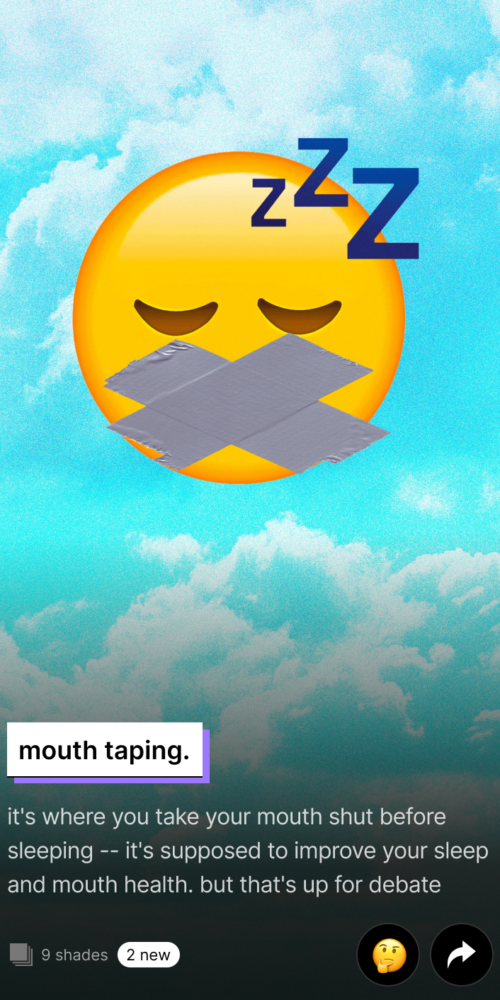 zZZ
mouth taping.
it's where you take your mouth shut before
sleeping -- it's supposed to improve your sleep
and mouth health. but that's up for debate
9 shades 2 new